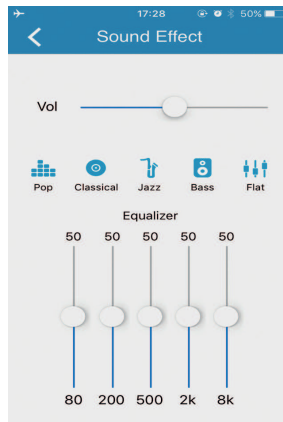 17:28 50%
Sound Effect
Vol
Pop Classical Jazz Bass Flat
Equalizer
50 50 50 50 50
80 200 500 2k 8k